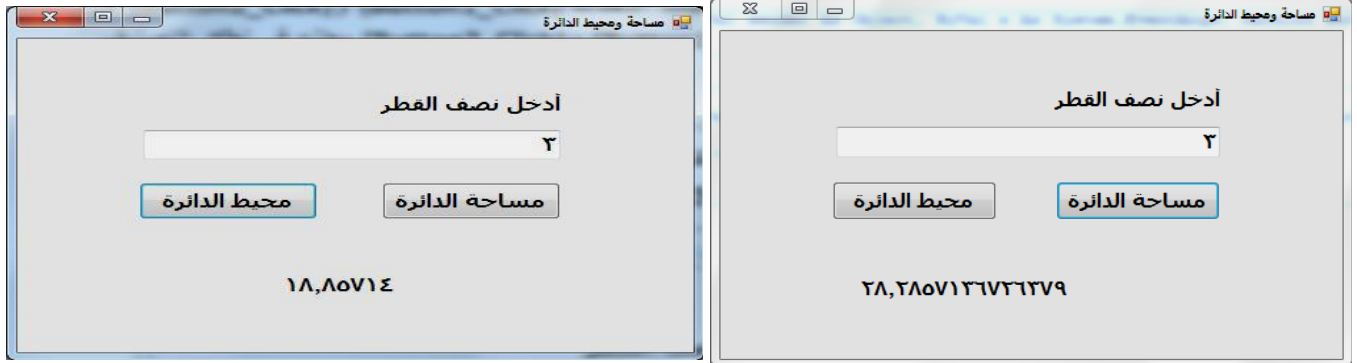 مساحة ومحيط الدائرة
أدخل نصف القطر
٣
مساحة الدائرة
محيط الدائرة
٢٨,٢٨٥٧١٣٦٧٢٦٣٧٩
مساحة ومحيط الدائرة
أدخل نصف القطر
٣
مساحة الدائرة
محيط الدائرة
١٨,٨٥٧١٤